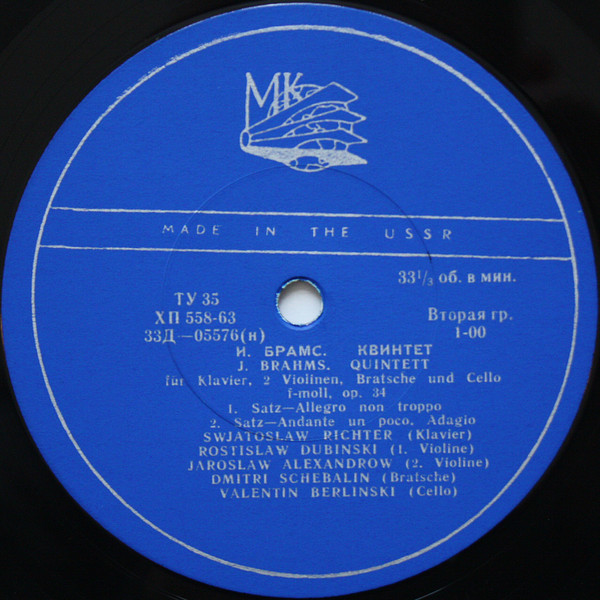 МК
MADE IN THE USSR
33 1/3 об. в мин.
ТУ 35
ХП 558-63
Вторая гр.
33Д—05576(н)
1-00
И. БРАМС. КВИНТЕТ
J. BRAHMS. QUINTETT
für Klavier, 2 Violinen, Bratsche und Cello
f-moll, op. 34
1. Satz—Allegro non troppo
2. Satz—Andante un poco. Adagio
SWJATOSLAW RICHTER (Klavier)
ROSTISLAW DUBINSKI (1. Violine)
JAROSLAW ALEXANDROW (2. Violine)
DMITRI SCHEBALIN (Bratsche)
VALENTIN BERLINSKI (Cello)